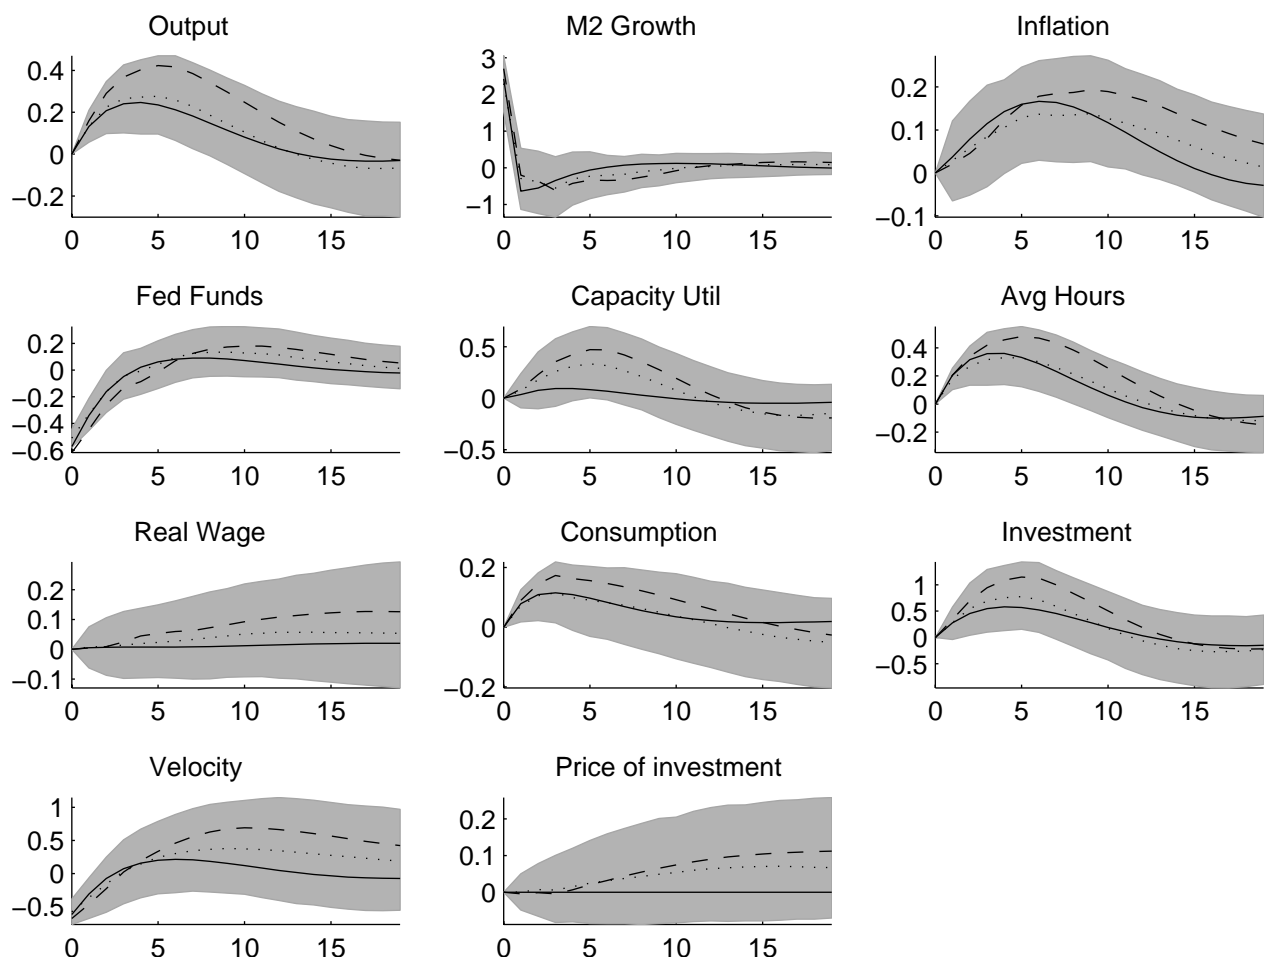 Output
M2 Growth
Inflation
0.4
0.2
0
−0.2
0 5 10 15
3
2
1
0
−1
0 5 10 15
0.2
0.1
0
−0.1
0 5 10 15
Fed Funds
Capacity Util
Avg Hours
0.2
0
−0.2
−0.4
−0.6
0 5 10 15
0.5
0
−0.5
0 5 10 15
0.4
0.2
0
−0.2
0 5 10 15
Real Wage
Consumption
Investment
0.2
0.1
0
−0.1
0 5 10 15
0.2
0
−0.2
0 5 10 15
1
0.5
0
−0.5
0 5 10 15
Velocity
Price of investment
1
0.5
0
−0.5
0 5 10 15
0.2
0.1
0
0 5 10 15